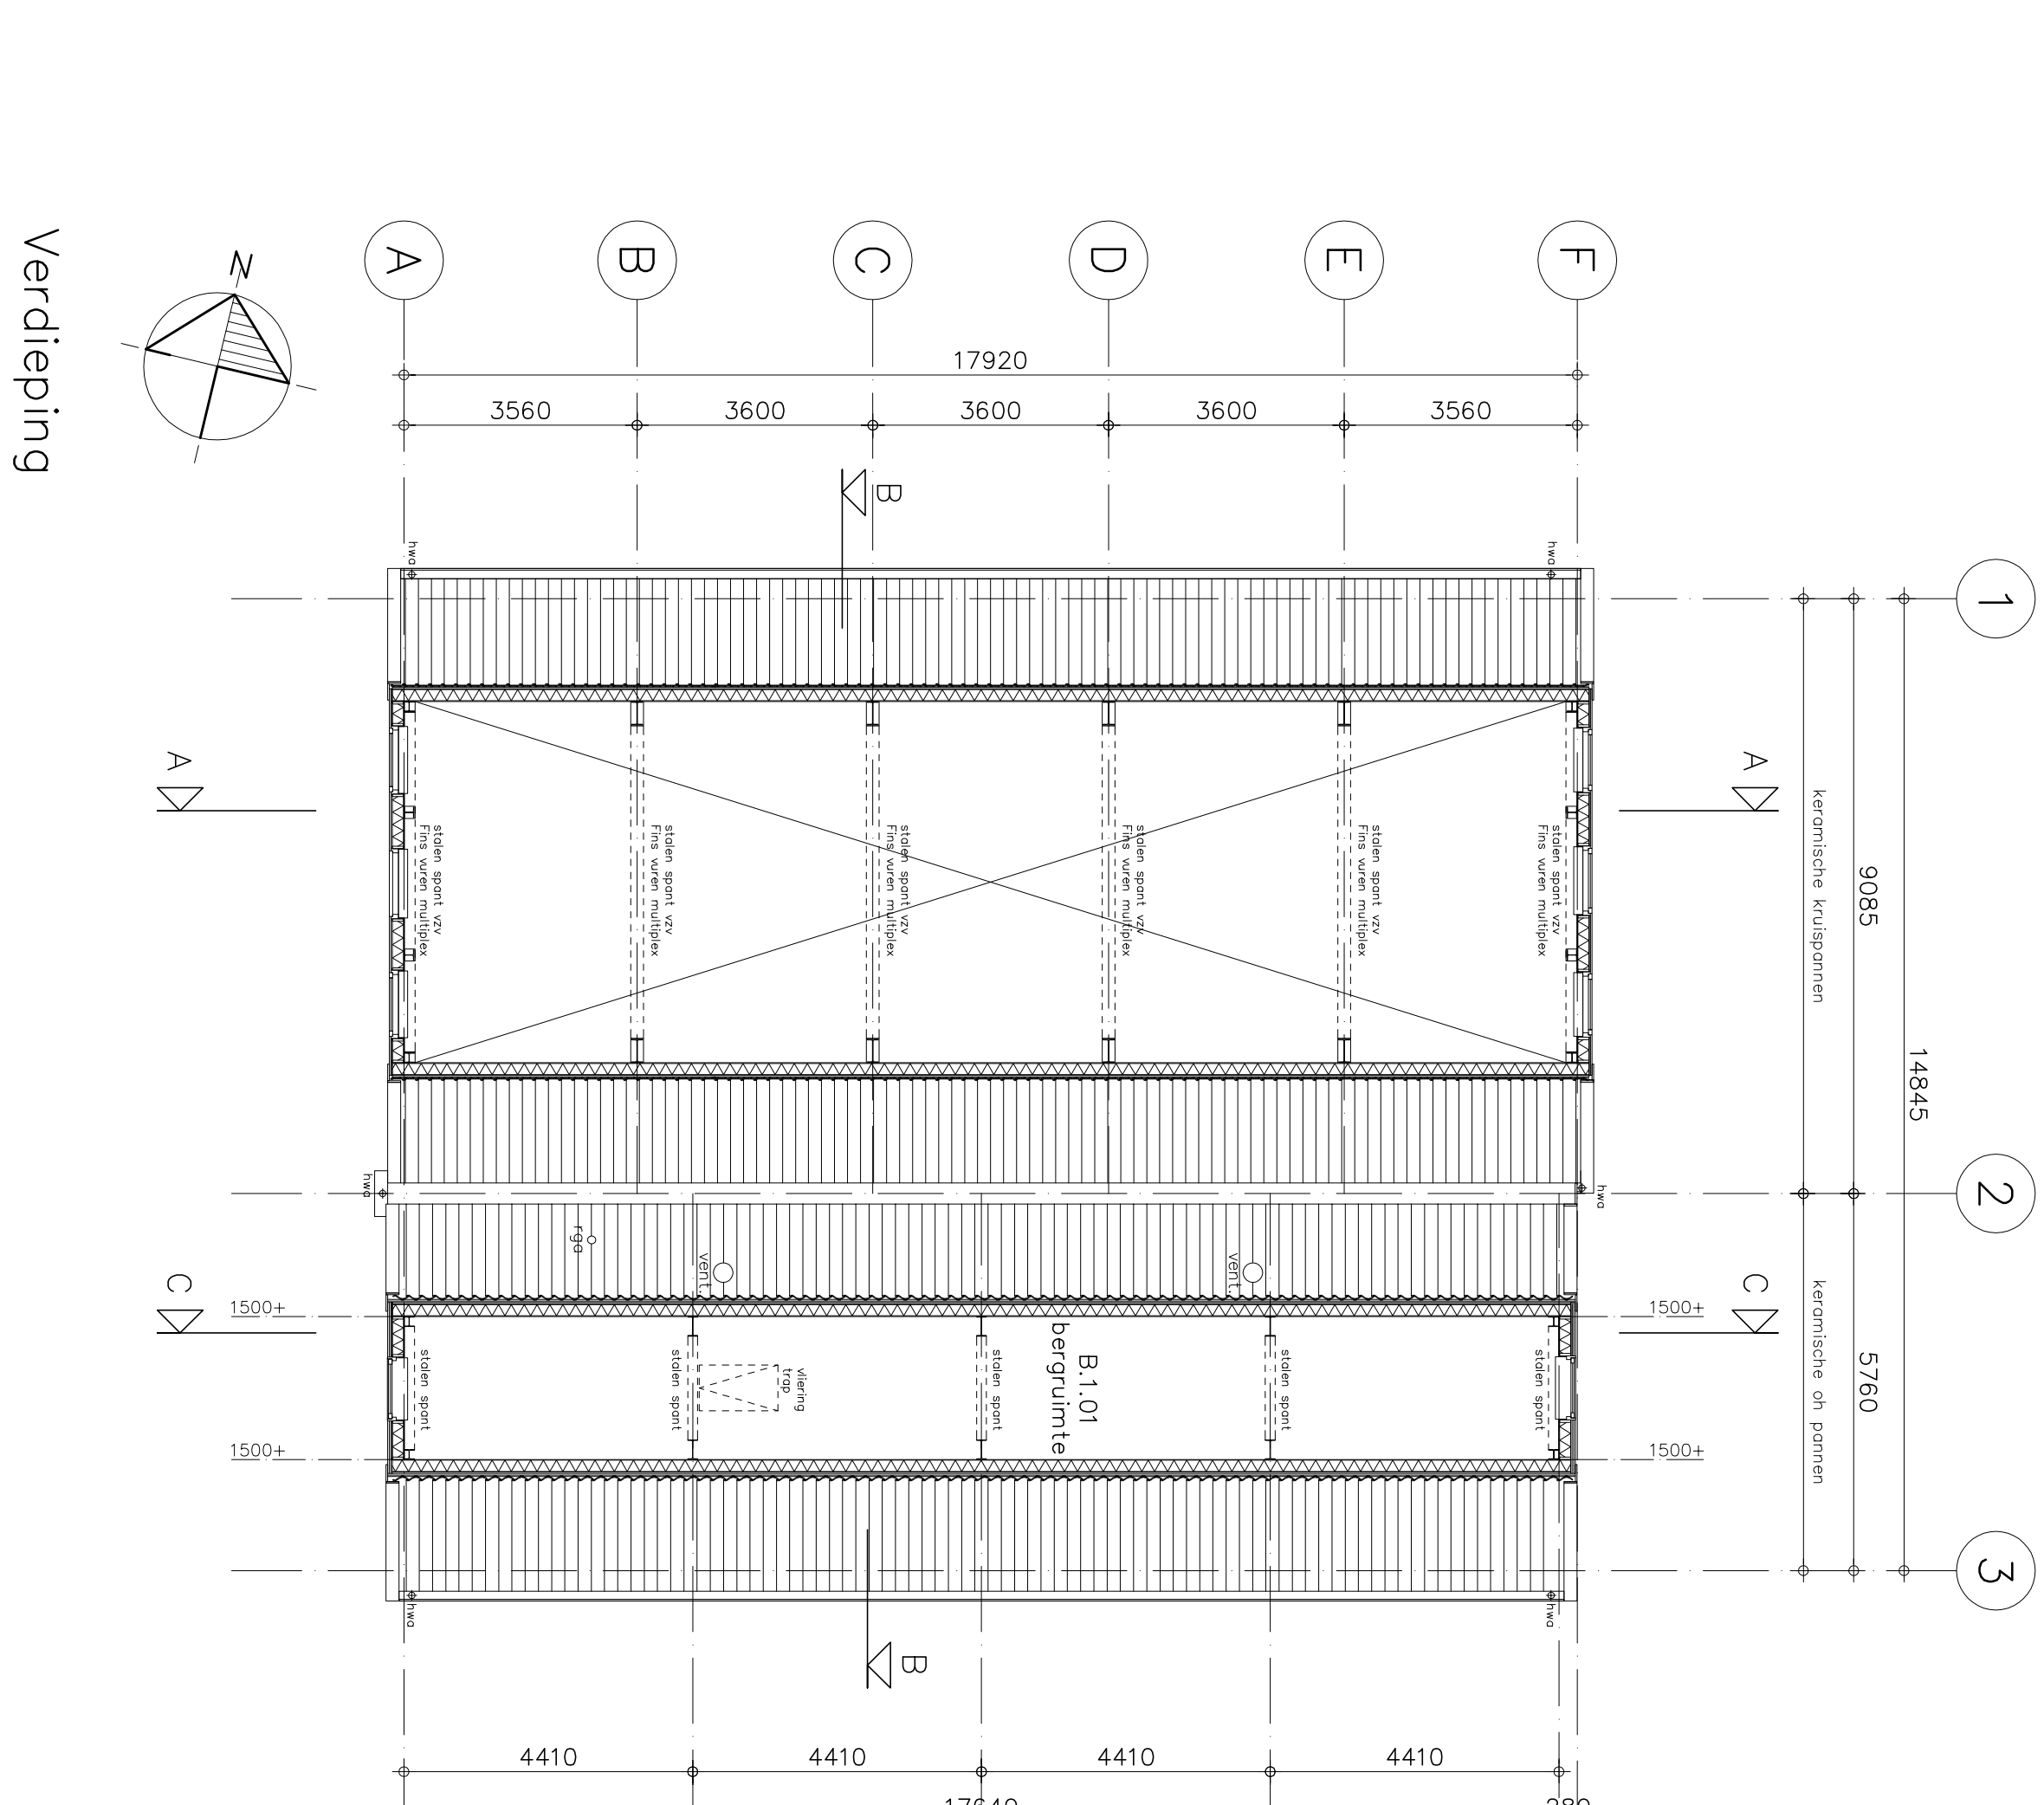 Verdieping
N
A
B
C
D
E
F
17920
3560
3600
3600
3600
3560
B
hwa
hwa
1
2
3
9085
5760
14845
keramische kruispannen
keramische oh pannen
A
A
stalen spant vzv
Fins vuren multiplex
stalen spant vzv
Fins vuren multiplex
stalen spant vzv
Fins vuren multiplex
stalen spant vzv
Fins vuren multiplex
stalen spant vzv
Fins vuren multiplex
stalen spant vzv
Fins vuren multiplex
hwa
hwa
rga
vent.
vent.
C
C
1500+
1500+
1500+
1500+
stalen spant
stalen spant
vliering
trap
stalen spant
B.1.01
bergruimte
stalen spant
stalen spant
hwa
hwa
B
4410
4410
4410
4410